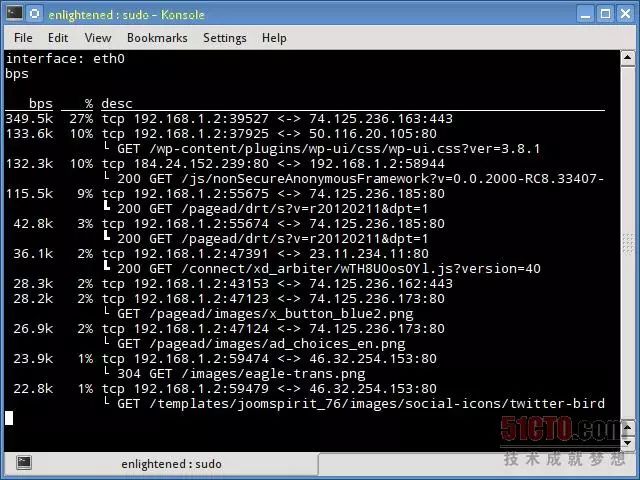 enlightened : sudo - Konsole
File Edit View Bookmarks Settings Help
interface: eth0
bps
bps % desc
349.5k 27% tcp 192.168.1.2:39527 <-> 74.125.236.163:443
133.6k 10% tcp 192.168.1.2:37925 <-> 50.116.20.105:80
└ GET /wp-content/plugins/wp-ui/css/wp-ui.css?ver=3.8.1
132.3k 10% tcp 184.24.152.239:80 <-> 192.168.1.2:58944
└ 200 GET /js/nonSecureAnonymousFramework?v=0.0.2000-RC8.33407-
115.5k 9% tcp 192.168.1.2:55675 <-> 74.125.236.185:80
┗ 200 GET /pagead/drt/s?v=r20120211&dpt=1
42.8k 3% tcp 192.168.1.2:55674 <-> 74.125.236.185:80
┗ 200 GET /pagead/drt/s?v=r20120211&dpt=1
36.1k 2% tcp 192.168.1.2:47391 <-> 23.11.234.11:80
┗ 200 GET /connect/xd_arbiter/wTH8U0osOYl.js?version=40
28.3k 2% tcp 192.168.1.2:43153 <-> 74.125.236.162:443
28.2k 2% tcp 192.168.1.2:47123 <-> 74.125.236.173:80
└ GET /pagead/images/x_button_blue2.png
26.9k 2% tcp 192.168.1.2:47124 <-> 74.125.236.173:80
└ GET /pagead/images/ad_choices_en.png
23.9k 1% tcp 192.168.1.2:59474 <-> 46.32.254.153:80
└ 304 GET /images/eagle-trans.png
22.8k 1% tcp 192.168.1.2:59479 <-> 46.32.254.153:80
└ GET /templates/joomspirit_76/images/social-icons/twitter-bird
51CTO.com
技术成就梦想
enlightened : sudo